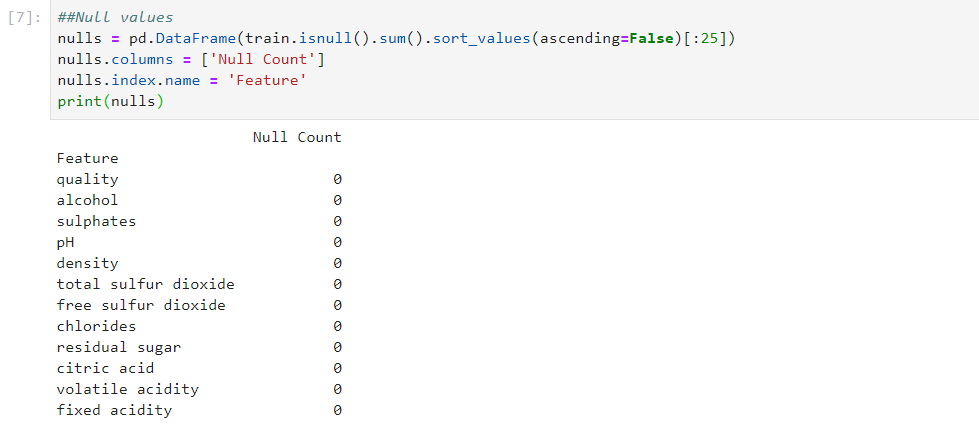 [7]: ##Null values
nulls = pd.DataFrame(train.isnull().sum().sort_values(ascending=False)[:25])
nulls.columns = ['Null Count']
nulls.index.name = 'Feature'
print(nulls)
Null Count
Feature
quality 0
alcohol 0
sulphates 0
pH 0
density 0
total sulfur dioxide 0
free sulfur dioxide 0
chlorides 0
residual sugar 0
citric acid 0
volatile acidity 0
fixed acidity 0